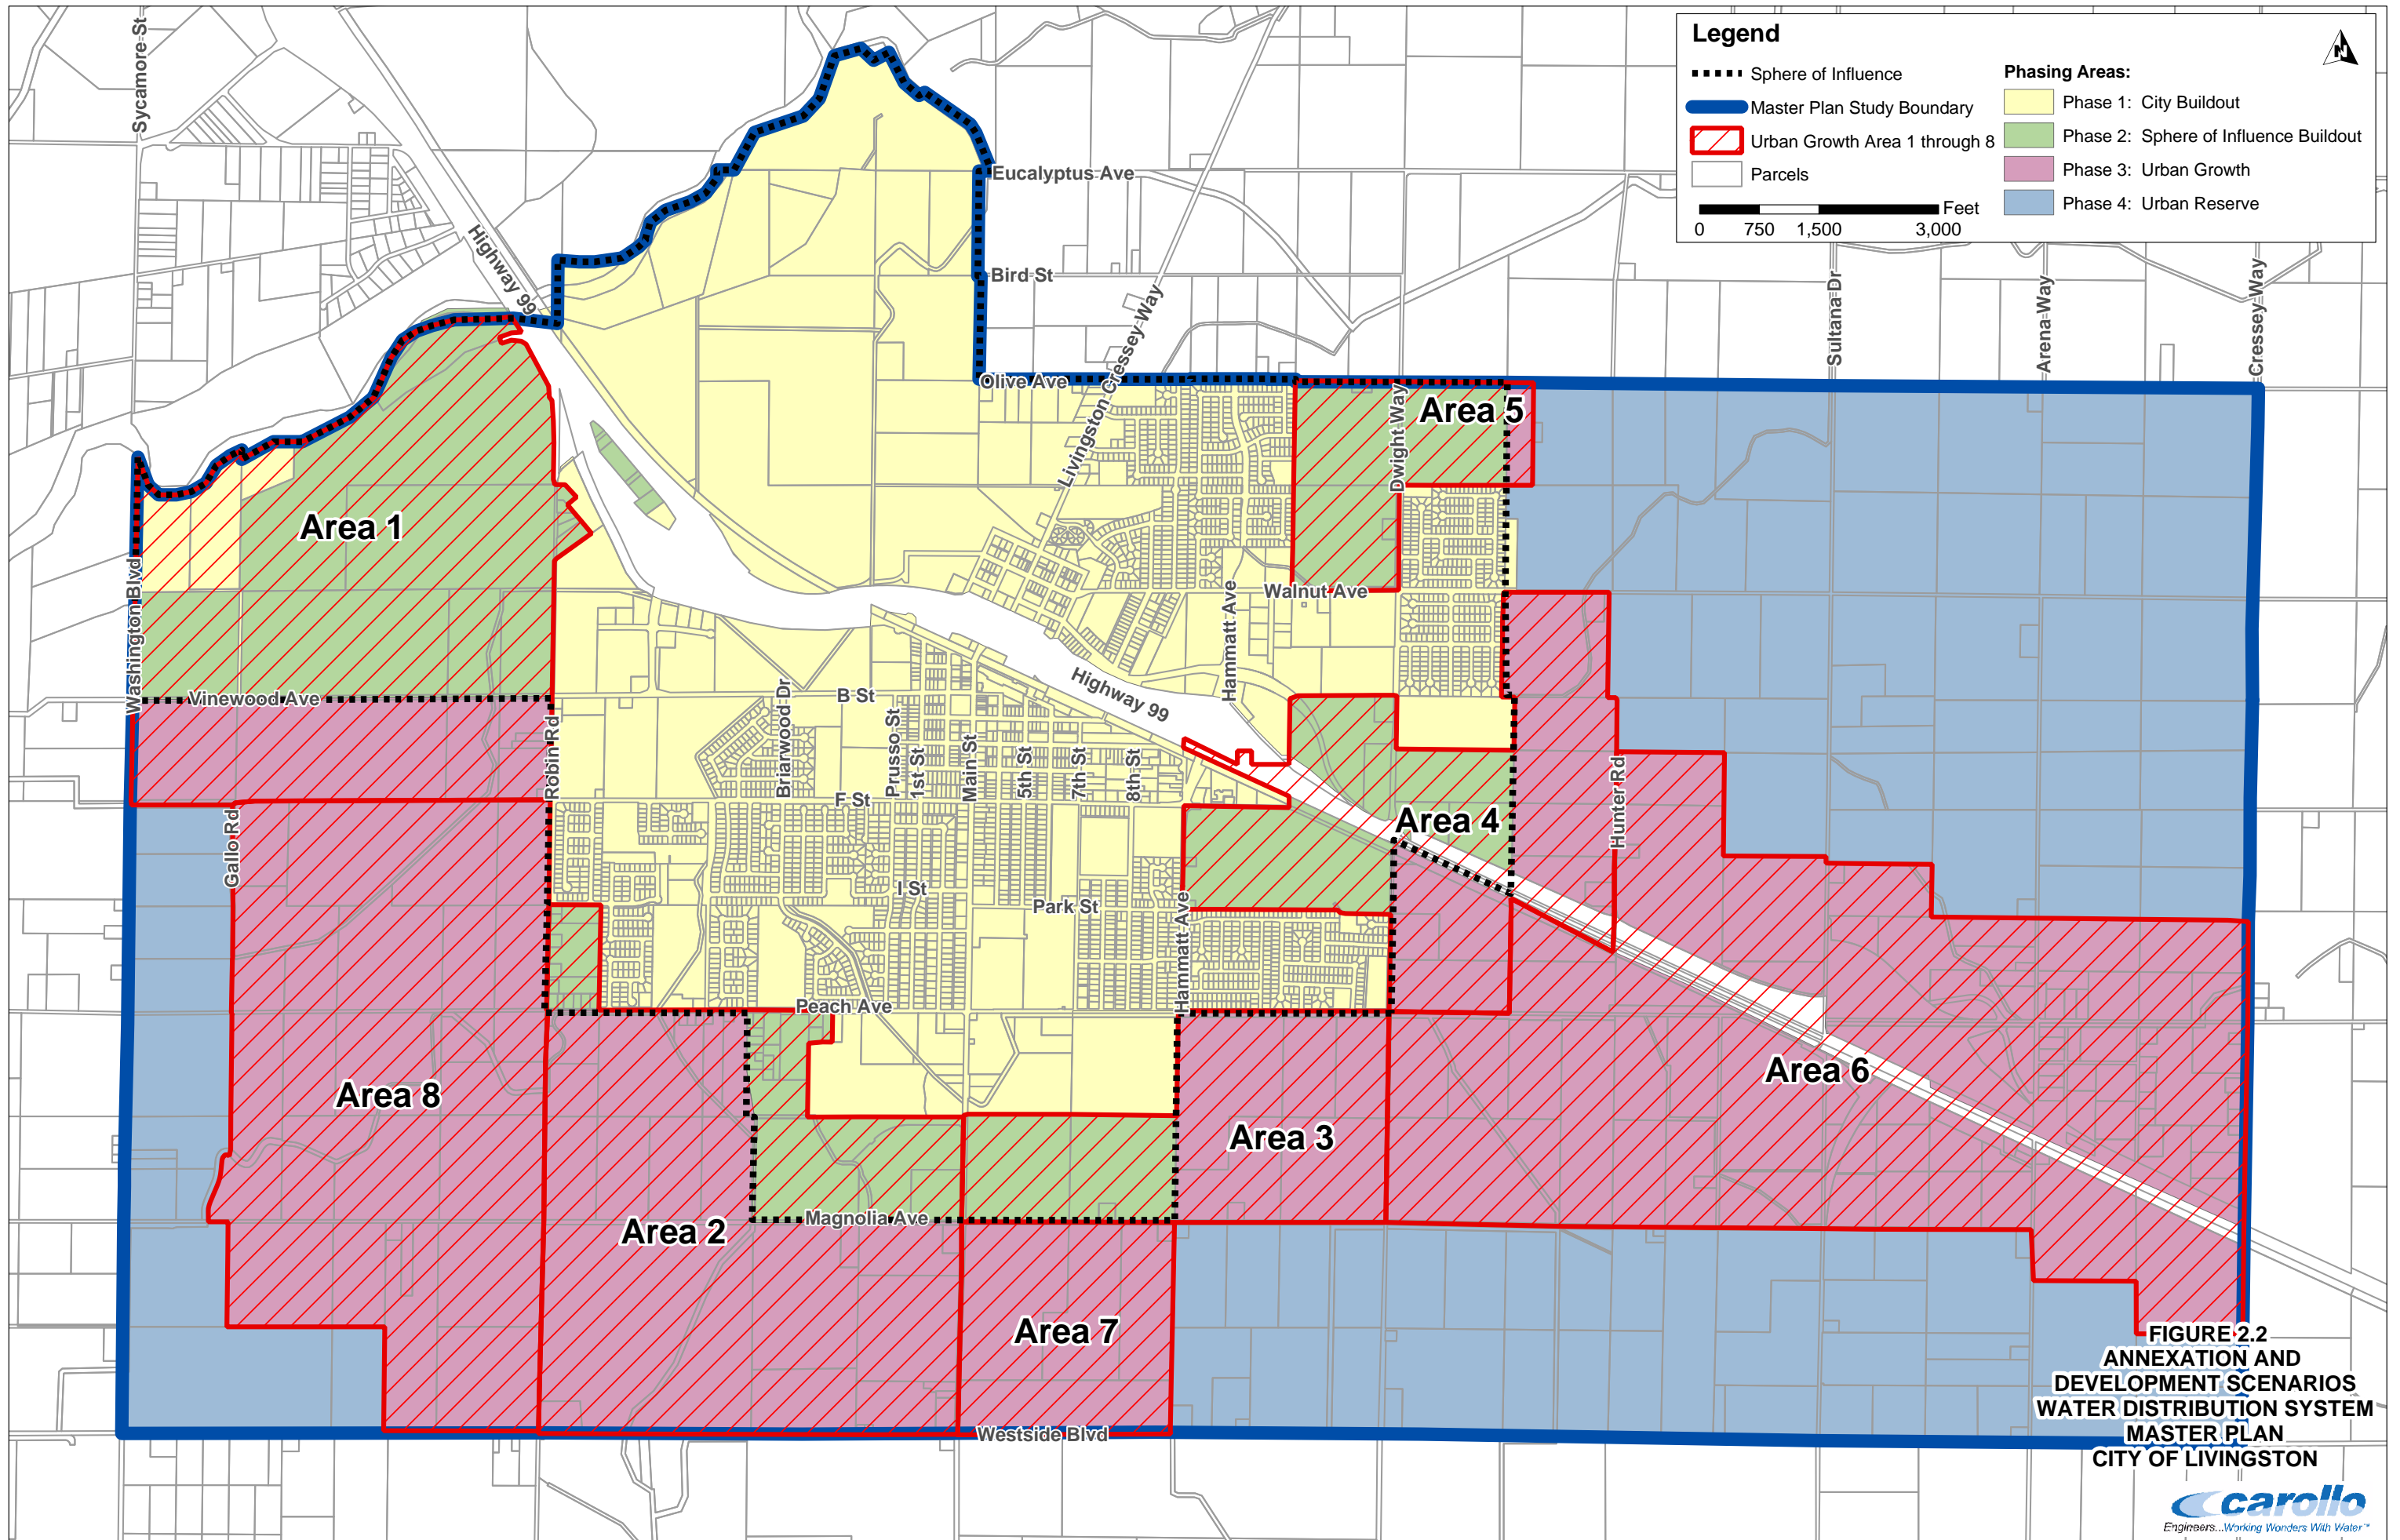 Legend
Sphere of Influence
Master Plan Study Boundary
Urban Growth Area 1 through 8
Parcels
Feet
0 750 1,500 3,000
Phasing Areas:
Phase 1: City Buildout
Phase 2: Sphere of Influence Buildout
Phase 3: Urban Growth
Phase 4: Urban Reserve
N
Sycamore St
Highway 99
Eucalyptus Ave
Bird St
Livingston Cressey Way
Olive Ave
Sultana Dr
Arena Way
Cressey Way
Dwight Way
Area 5
Area 1
Washington Blvd
Walnut Ave
Hammatt Ave
Vinewood Ave
Robin Rd
B St
Highway 99
Briarwood Dr
Prusso St
1st St
Main St
5th St
7th St
8th St
F St
Gallo Rd
Area 4
Hunter Rd
I St
Park St
Hammatt Ave
Peach Ave
Area 8
Area 6
Area 3
Area 2
Magnolia Ave
Area 7
Westside Blvd
FIGURE 2.2
ANNEXATION AND
DEVELOPMENT SCENARIOS
WATER DISTRIBUTION SYSTEM
MASTER PLAN
CITY OF LIVINGSTON
carollo
Engineers...Working Wonders With Water™